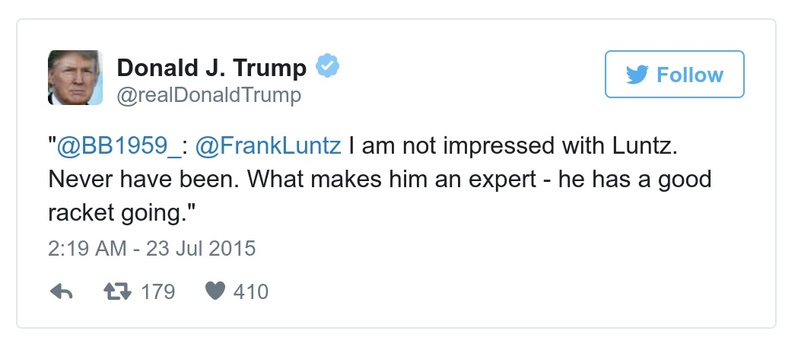 Donald J. Trump
@realDonaldTrump
Follow
"@BB1959_: @FrankLuntz I am not impressed with Luntz.
Never have been. What makes him an expert - he has a good
racket going."
2:19 AM - 23 Jul 2015
179 410